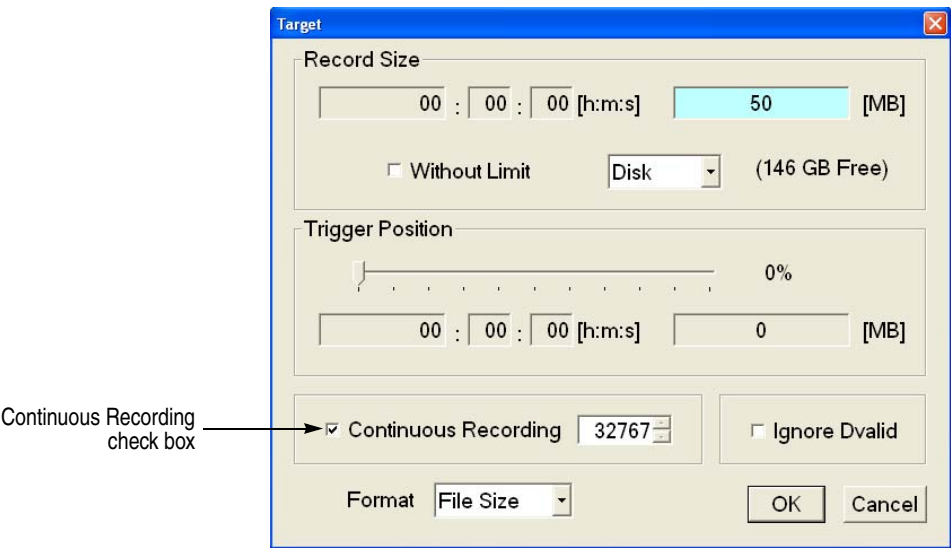 Target
Record Size
00 : 00 : 00 [h:m:s] 50 [MB]
Without Limit Disk (146 GB Free)
Trigger Position
0%
00 : 00 : 00 [h:m:s] 0 [MB]
Continuous Recording
check box
Continuous Recording 32767 Ignore Dvalid
Format File Size OK Cancel